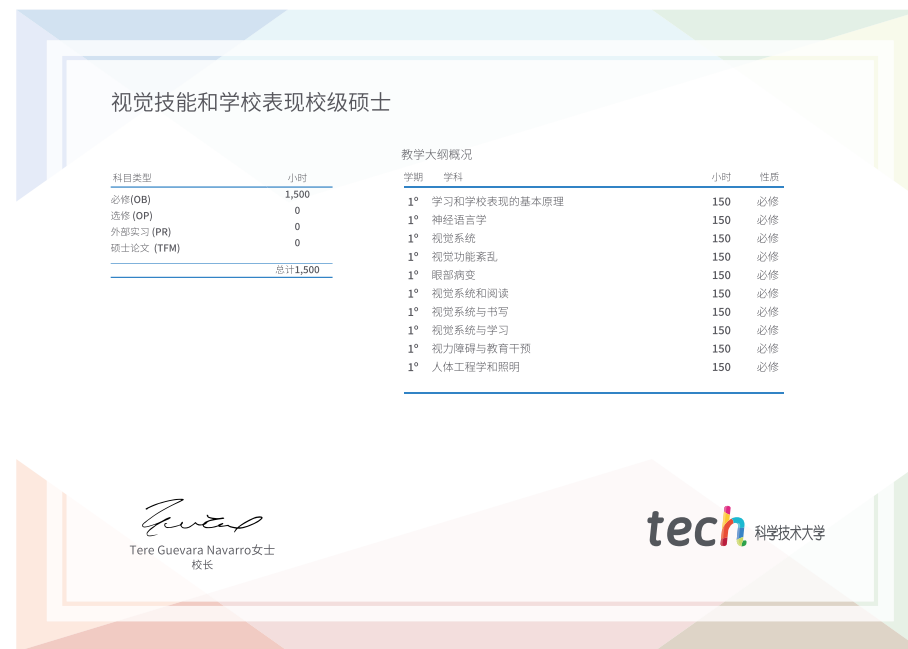 视觉技能和学校表现校级硕士
科目类型 小时
必修(OB) 1,500
选修 (OP) 0
外部实习 (PR) 0
硕士论文 (TFM) 0
总计1,500
教学大纲概况
学期 学科 小时 性质
1º 学习和学校表现的基本原理 150 必修
1º 神经语言学 150 必修
1º 视觉系统 150 必修
1º 视觉功能紊乱 150 必修
1º 眼部病变 150 必修
1º 视觉系统和阅读 150 必修
1º 视觉系统与书写 150 必修
1º 视觉系统与学习 150 必修
1º 视力障碍与教育干预 150 必修
1º 人体工程学和照明 150 必修
Tere Guevara Navarro女士
校长
tech 科学技术大学